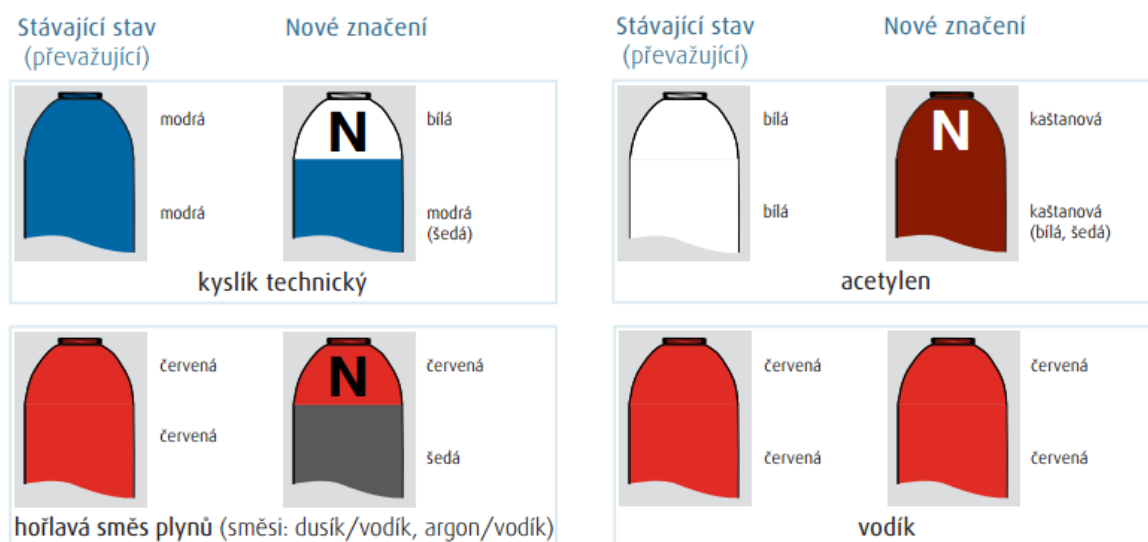 Stávající stav
(převažující)
Nové značení
Stávající stav
(převažující)
Nové značení
modrá
modrá
N
bílá
modrá
(šedá)
kyslík technický
bílá
bílá
N
kaštanová
kaštanová
(bílá, šedá)
acetylen
červená
červená
N
červená
šedá
hořlavá směs plynů (směsi: dusík/vodík, argon/vodík)
červená
červená
červená
červená
vodík